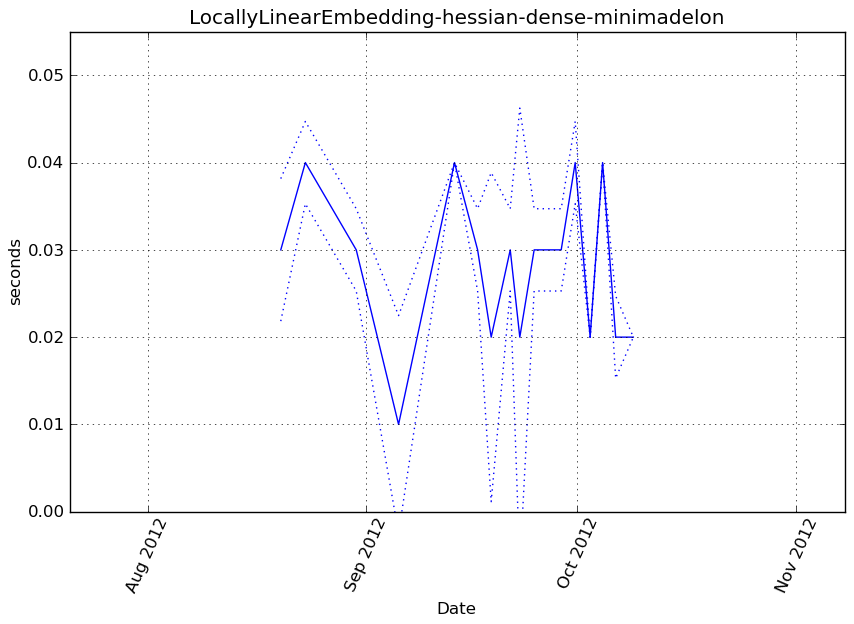 LocallyLinearEmbedding-hessian-dense-minimadelon
0.05
0.04
0.03
0.02
0.01
0.00
seconds
Aug 2012
Sep 2012
Oct 2012
Nov 2012
Date